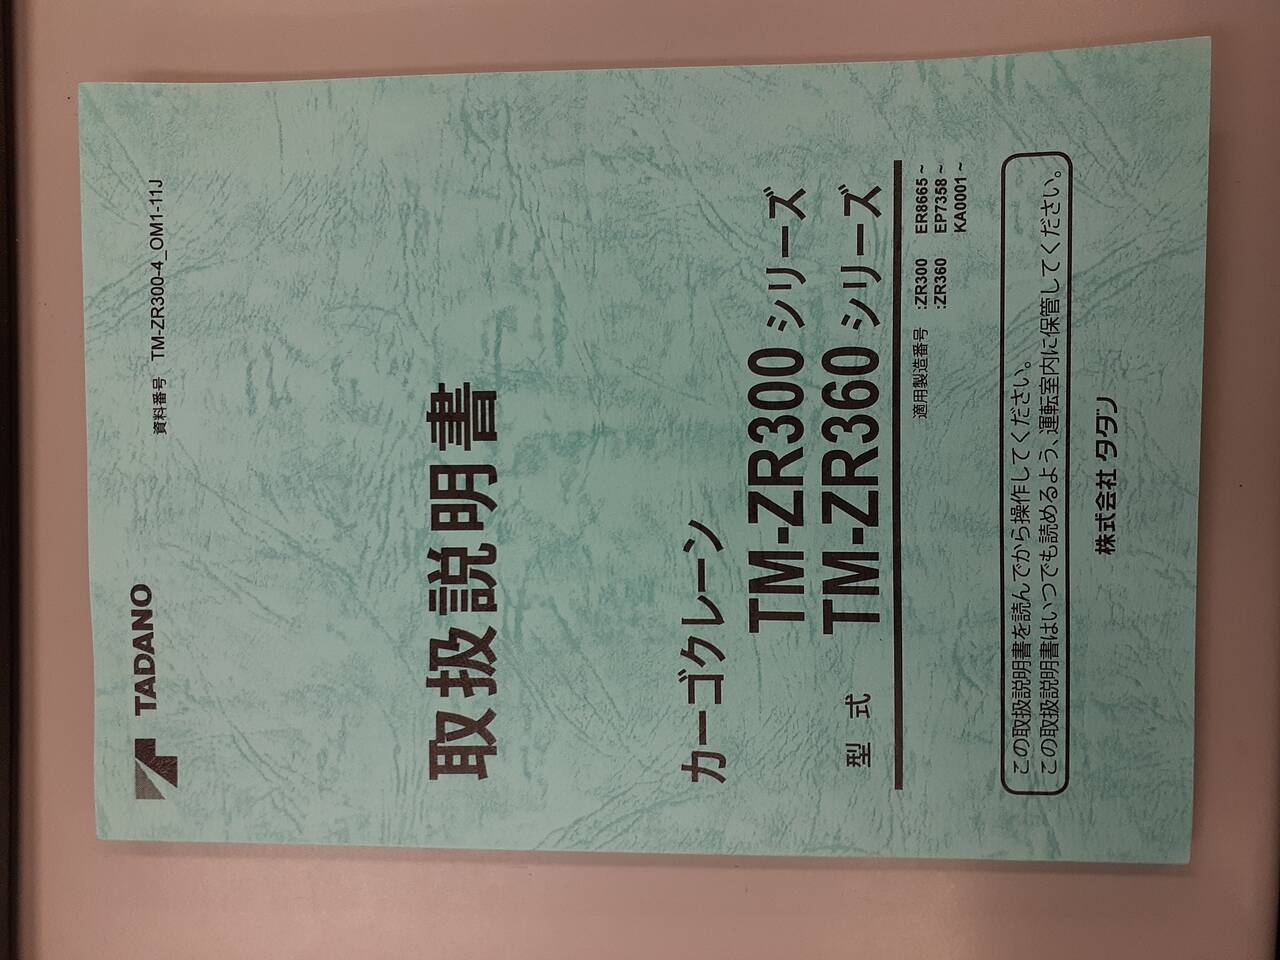 TADANO
資料番号 TM-ZR300-4_OM1-11J
取扱説明書
カーゴクレーン
型式
TM-ZR300シリーズ
TM-ZR360シリーズ
適用製造番号 :ZR300 ER8665~
:ZR360 EP7358~
KA0001~
この取扱説明書を読んでから操作してください。
この取扱説明書はいつでも読めるよう、運転室内に保管してください。
株式会社 タダノ